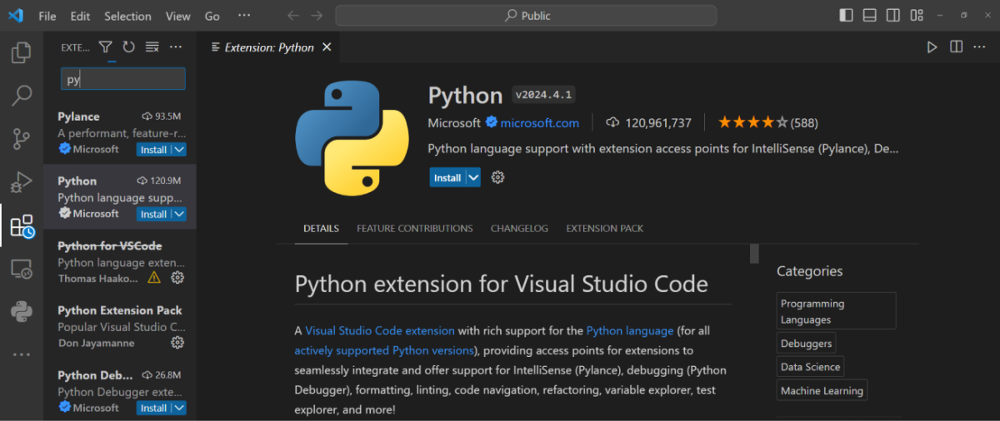 File Edit Selection View Go ··· Public
EXTE... ···
py
Pylance 93.5M
A performant, feature-r...
Microsoft Install
Python 120.9M
Python language supp...
Microsoft Install
Python for VSCode
Python language exten...
Thomas Haako...
Python Extension Pack
Popular Visual Studio C...
Don Jayamanne
Python Deb... 26.8M
Python Debugger exte...
Microsoft Install
Extension: Python
Python v2024.4.1
Microsoft microsoft.com 120,961,737 (588)
Python language support with extension access points for IntelliSense (Pylance), De...
Install
DETAILS FEATURE CONTRIBUTIONS CHANGELOG EXTENSION PACK
Python extension for Visual Studio Code
A Visual Studio Code extension with rich support for the Python language (for all
actively supported Python versions), providing access points for extensions to
seamlessly integrate and offer support for IntelliSense (Pylance), debugging (Python
Debugger), formatting, linting, code navigation, refactoring, variable explorer, test
explorer, and more!
Categories
Programming
Languages
Debuggers
Data Science
Machine Learning